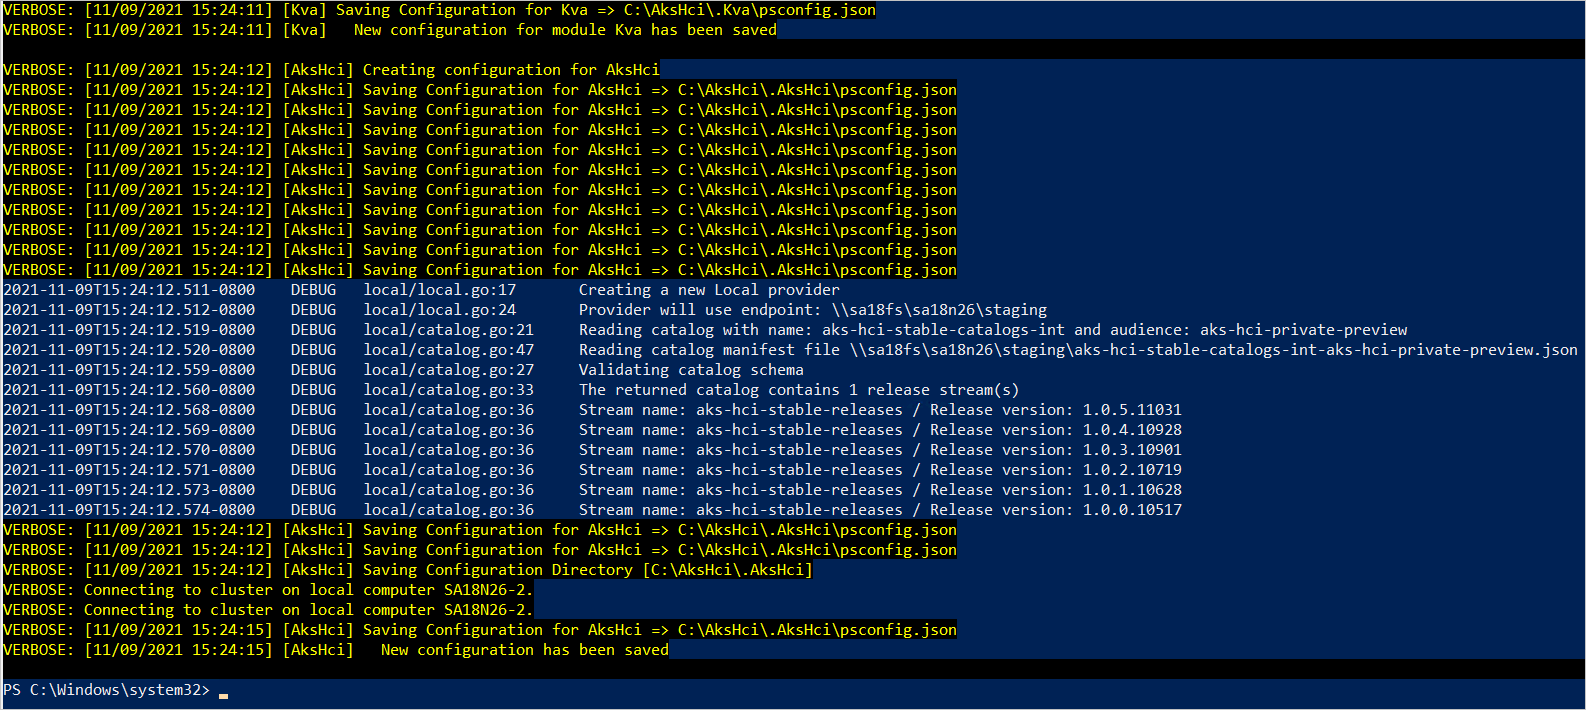 VERBOSE: [11/09/2021 15:24:11] [Kva] Saving Configuration for Kva => C:\AksHci\.Kva\psconfig.json
VERBOSE: [11/09/2021 15:24:11] [Kva]   New configuration for module Kva has been saved
VERBOSE: [11/09/2021 15:24:12] [AksHci] Creating configuration for AksHci
VERBOSE: [11/09/2021 15:24:12] [AksHci] Saving Configuration for AksHci => C:\AksHci\.AksHci\psconfig.json
VERBOSE: [11/09/2021 15:24:12] [AksHci] Saving Configuration for AksHci => C:\AksHci\.AksHci\psconfig.json
VERBOSE: [11/09/2021 15:24:12] [AksHci] Saving Configuration for AksHci => C:\AksHci\.AksHci\psconfig.json
VERBOSE: [11/09/2021 15:24:12] [AksHci] Saving Configuration for AksHci => C:\AksHci\.AksHci\psconfig.json
VERBOSE: [11/09/2021 15:24:12] [AksHci] Saving Configuration for AksHci => C:\AksHci\.AksHci\psconfig.json
VERBOSE: [11/09/2021 15:24:12] [AksHci] Saving Configuration for AksHci => C:\AksHci\.AksHci\psconfig.json
VERBOSE: [11/09/2021 15:24:12] [AksHci] Saving Configuration for AksHci => C:\AksHci\.AksHci\psconfig.json
VERBOSE: [11/09/2021 15:24:12] [AksHci] Saving Configuration for AksHci => C:\AksHci\.AksHci\psconfig.json
VERBOSE: [11/09/2021 15:24:12] [AksHci] Saving Configuration for AksHci => C:\AksHci\.AksHci\psconfig.json
VERBOSE: [11/09/2021 15:24:12] [AksHci] Saving Configuration for AksHci => C:\AksHci\.AksHci\psconfig.json
2021-11-09T15:24:12.511-0800    DEBUG   local/local.go:17       Creating a new Local provider
2021-11-09T15:24:12.512-0800    DEBUG   local/local.go:24       Provider will use endpoint: \\sa18fs\sa18n26\staging
2021-11-09T15:24:12.519-0800    DEBUG   local/catalog.go:21     Reading catalog with name: aks-hci-stable-catalogs-int and audience: aks-hci-private-preview
2021-11-09T15:24:12.520-0800    DEBUG   local/catalog.go:47     Reading catalog manifest file \\sa18fs\sa18n26\staging\aks-hci-stable-catalogs-int-aks-hci-private-preview.json
2021-11-09T15:24:12.559-0800    DEBUG   local/catalog.go:27     Validating catalog schema
2021-11-09T15:24:12.560-0800    DEBUG   local/catalog.go:33     The returned catalog contains 1 release stream(s)
2021-11-09T15:24:12.568-0800    DEBUG   local/catalog.go:36     Stream name: aks-hci-stable-releases / Release version: 1.0.5.11031
2021-11-09T15:24:12.569-0800    DEBUG   local/catalog.go:36     Stream name: aks-hci-stable-releases / Release version: 1.0.4.10928
2021-11-09T15:24:12.570-0800    DEBUG   local/catalog.go:36     Stream name: aks-hci-stable-releases / Release version: 1.0.3.10901
2021-11-09T15:24:12.571-0800    DEBUG   local/catalog.go:36     Stream name: aks-hci-stable-releases / Release version: 1.0.2.10719
2021-11-09T15:24:12.573-0800    DEBUG   local/catalog.go:36     Stream name: aks-hci-stable-releases / Release version: 1.0.1.10628
2021-11-09T15:24:12.574-0800    DEBUG   local/catalog.go:36     Stream name: aks-hci-stable-releases / Release version: 1.0.0.10517
VERBOSE: [11/09/2021 15:24:12] [AksHci] Saving Configuration for AksHci => C:\AksHci\.AksHci\psconfig.json
VERBOSE: [11/09/2021 15:24:12] [AksHci] Saving Configuration for AksHci => C:\AksHci\.AksHci\psconfig.json
VERBOSE: [11/09/2021 15:24:12] [AksHci] Saving Configuration Directory [C:\AksHci\.AksHci]
VERBOSE: Connecting to cluster on local computer SA18N26-2.
VERBOSE: Connecting to cluster on local computer SA18N26-2.
VERBOSE: [11/09/2021 15:24:15] [AksHci] Saving Configuration for AksHci => C:\AksHci\.AksHci\psconfig.json
VERBOSE: [11/09/2021 15:24:15] [AksHci]   New configuration has been saved
PS C:\Windows\system32> _